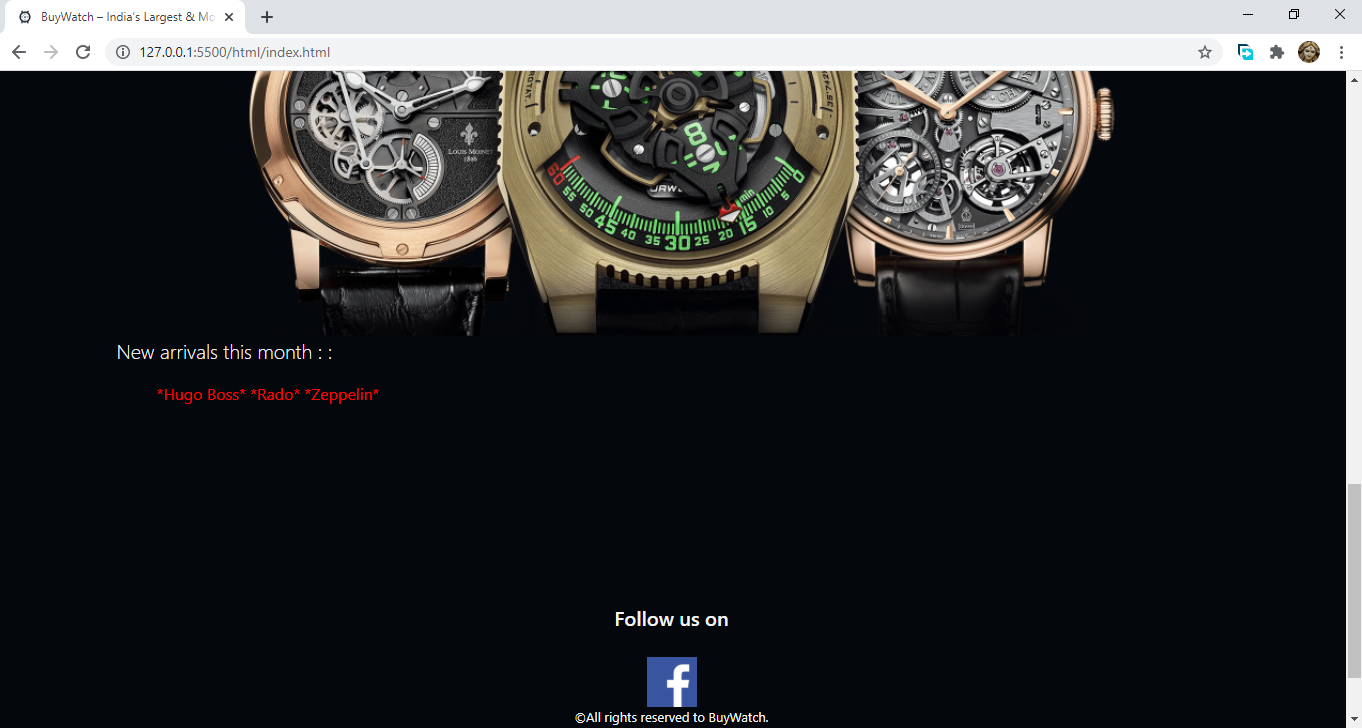 BuyWatch – India's Largest & Mo
127.0.0.1:5500/html/index.html
LOUIS MOINET
1806
60 55 50 45 40 35 30 25 20 15 10 5 0
min
New arrivals this month : :
*Hugo Boss* *Rado* *Zeppelin*
Follow us on
f
©All rights reserved to BuyWatch.